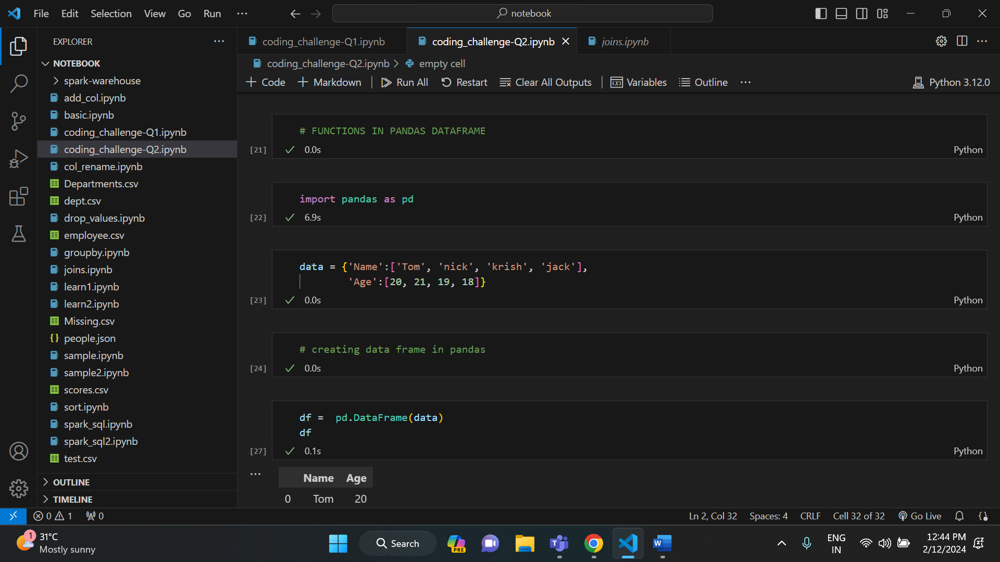 File Edit Selection View Go Run ... notebook
EXPLORER ...
NOTEBOOK
spark-warehouse
add_col.ipynb
basic.ipynb
coding_challenge-Q1.ipynb
coding_challenge-Q2.ipynb
col_rename.ipynb
Departments.csv
dept.csv
drop_values.ipynb
employee.csv
groupby.ipynb
joins.ipynb
learn1.ipynb
learn2.ipynb
Missing.csv
people.json
sample.ipynb
sample2.ipynb
scores.csv
sort.ipynb
spark_sql.ipynb
spark_sql2.ipynb
test.csv
OUTLINE
TIMELINE
coding_challenge-Q1.ipynb coding_challenge-Q2.ipynb joins.ipynb
coding_challenge-Q2.ipynb > empty cell
+ Code + Markdown | Run All Restart Clear All Outputs | Variables Outline ... Python 3.12.0
# FUNCTIONS IN PANDAS DATAFRAME
[21] ✓ 0.0s Python
import pandas as pd
[22] ✓ 6.9s Python
data = {'Name':['Tom', 'nick', 'krish', 'jack'],
'Age':[20, 21, 19, 18]}
[23] ✓ 0.0s Python
# creating data frame in pandas
[24] ✓ 0.0s Python
df = pd.DataFrame(data)
df
[27] ✓ 0.1s Python
... Name Age
0 Tom 20
0 1 0 Ln 2, Col 32 Spaces: 4 CRLF Cell 32 of 32 Go Live
1 31°C
Mostly sunny
Search
PRE
ENG
IN
12:44 PM
2/12/2024